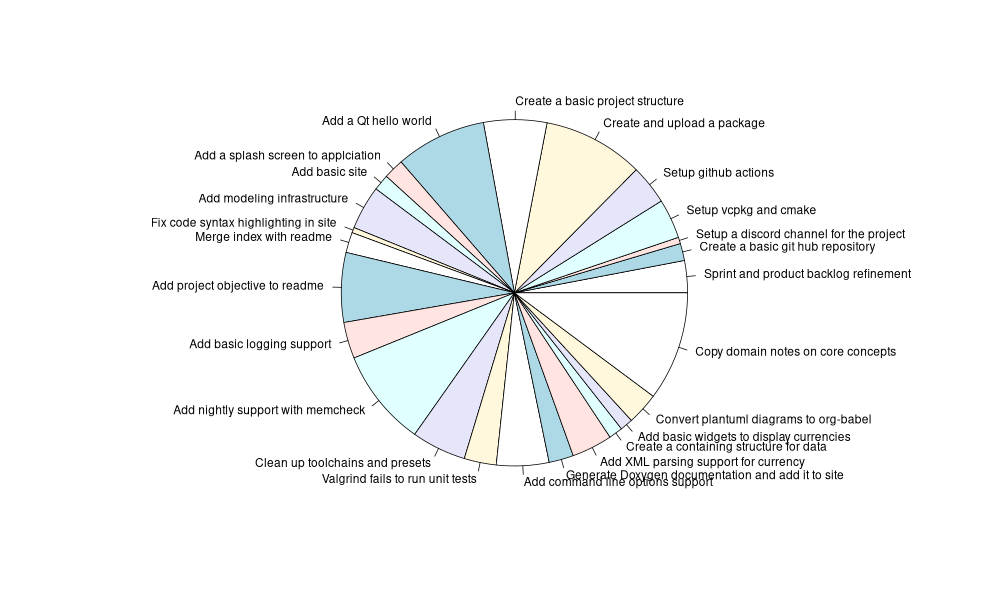 Create a basic project structure
Add a Qt hello world
Create and upload a package
Add a splash screen to applciation
Add basic site
Setup github actions
Add modeling infrastructure
Setup vcpkg and cmake
Fix code syntax highlighting in site
Setup a discord channel for the project
Merge index with readme
Create a basic git hub repository
Sprint and product backlog refinement
Add project objective to readme
Add basic logging support
Copy domain notes on core concepts
Add nightly support with memcheck
Convert plantuml diagrams to org-babel
Add basic widgets to display currencies
Create a containing structure for data
Clean up toolchains and presets
Add XML parsing support for currency
Valgrind fails to run unit tests
Generate Doxygen documentation and add it to site
Add command line options support